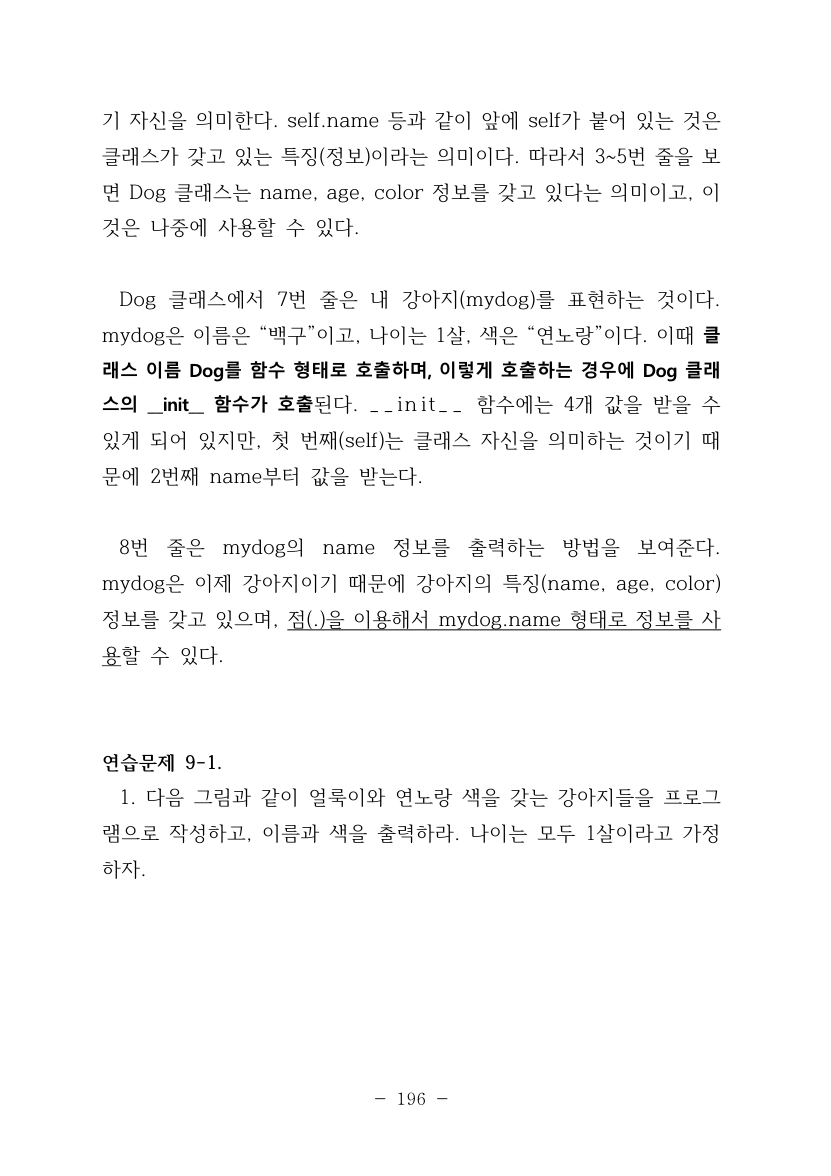 기 자신을 의미한다. self.name 등과 같이 앞에 self가 붙어 있는 것은
클래스가 갖고 있는 특징(정보)이라는 의미이다. 따라서 3~5번 줄을 보
면 Dog 클래스는 name, age, color 정보를 갖고 있다는 의미이고, 이
것은 나중에 사용할 수 있다.
Dog 클래스에서 7번 줄은 내 강아지(mydog)를 표현하는 것이다.
mydog은 이름은 “백구”이고, 나이는 1살, 색은 “연노랑”이다. 이때 클
래스 이름 Dog를 함수 형태로 호출하며, 이렇게 호출하는 경우에 Dog 클래
스의 __init__ 함수가 호출된다. __init__ 함수에는 4개 값을 받을 수
있게 되어 있지만, 첫 번째(self)는 클래스 자신을 의미하는 것이기 때
문에 2번째 name부터 값을 받는다.
8번 줄은 mydog의 name 정보를 출력하는 방법을 보여준다.
mydog은 이제 강아지이기 때문에 강아지의 특징(name, age, color)
정보를 갖고 있으며, 점(.)을 이용해서 mydog.name 형태로 정보를 사
용할 수 있다.
연습문제 9-1.
1. 다음 그림과 같이 얼룩이와 연노랑 색을 갖는 강아지들을 프로그
램으로 작성하고, 이름과 색을 출력하라. 나이는 모두 1살이라고 가정
하자.
- 196 -